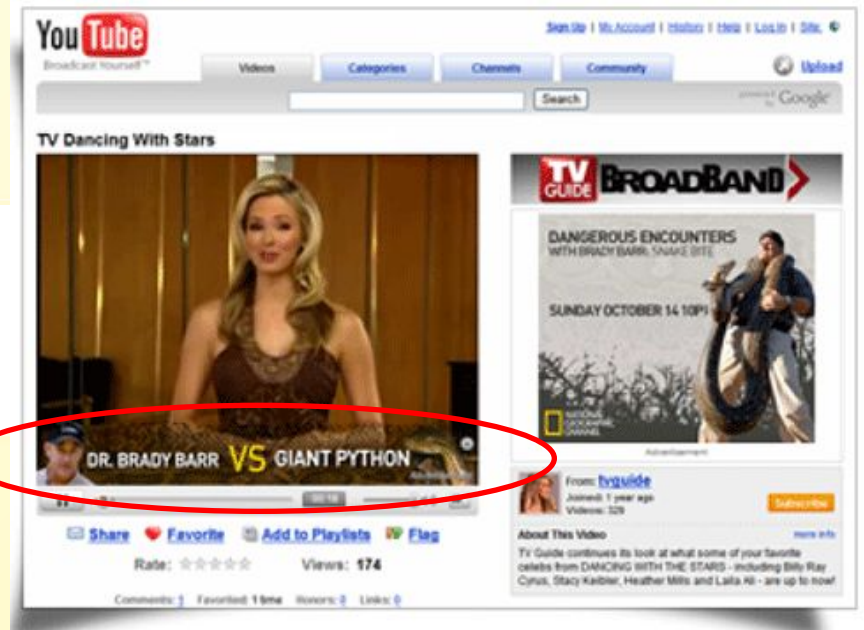 You Tube
Broadcast Yourself™
Sign Up | My Account | History | Help | Log In | Site:
Videos Categories Channels Community Upload
Search
powered by Google
TV Dancing With Stars
TV GUIDE BROADBAND
DANGEROUS ENCOUNTERS
WITH BRADY BARR: SNAKE BITE
SUNDAY OCTOBER 14 10P
NATIONAL
GEOGRAPHIC
CHANNEL
Advertisement
DR. BRADY BARR VS GIANT PYTHON
From: tvguide
Joined: 1 year ago
Videos: 329
Subscribe
Share Favorite Add to Playlists Flag
Rate: Views: 174
Comments: 1 Favorited: 1 time Honors: 0 Links: 0
About This Video more info
TV Guide continues its look at what some of your favorite
celebs from DANCING WITH THE STARS - including Billy Ray
Cyrus, Stacy Keibler, Heather Mills and Laila Ali - are up to now!